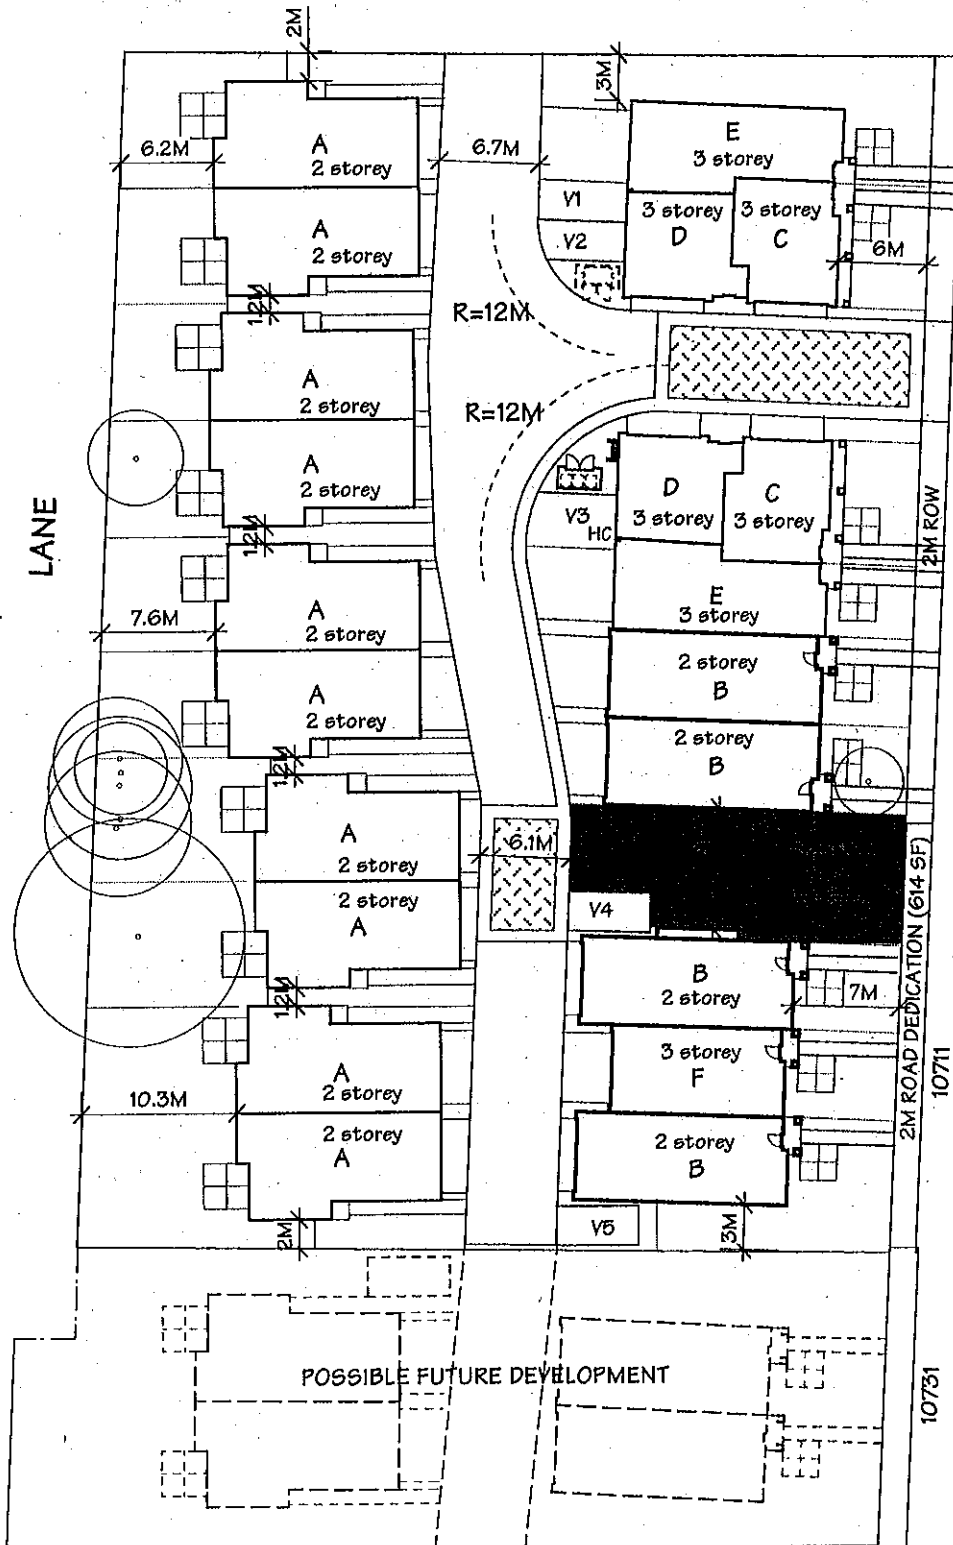 2M
6.2M
A
2 storey
A
2 storey
1.2M
6.7M
3M
E
3 storey
V1
V2
3 storey
D
3 storey
C
6M
R=12M
R=12M
A
2 storey
A
2 storey
1.2M
LANE
V3
HC
D
3 storey
C
3 storey
2M ROW
7.6M
A
2 storey
A
2 storey
1.2M
E
3 storey
2 storey
B
2 storey
B
A
2 storey
2 storey
A
1.2M
6.1M
V4
2M ROAD DEDICATION (614 SF)
B
2 storey
7M
3 storey
F
10711
10.3M
A
2 storey
2 storey
A
2M
2 storey
B
V5
3M
POSSIBLE FUTURE DEVELOPMENT
10731